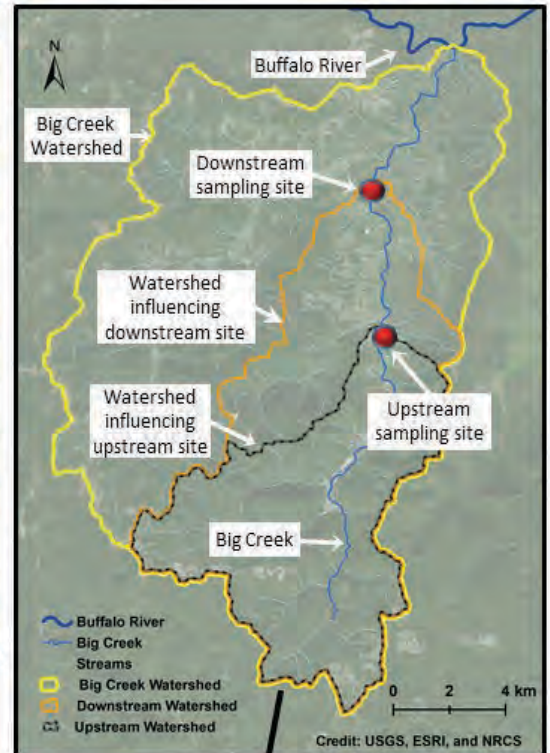 N
Buffalo River
Big Creek
Watershed
Downstream
sampling site
Watershed
influencing
downstream site
Watershed
influencing
upstream site
Upstream
sampling site
Big Creek
Buffalo River
Big Creek
Streams
Big Creek Watershed
Downstream Watershed
Upstream Watershed
0 2 4 km
Credit: USGS, ESRI, and NRCS